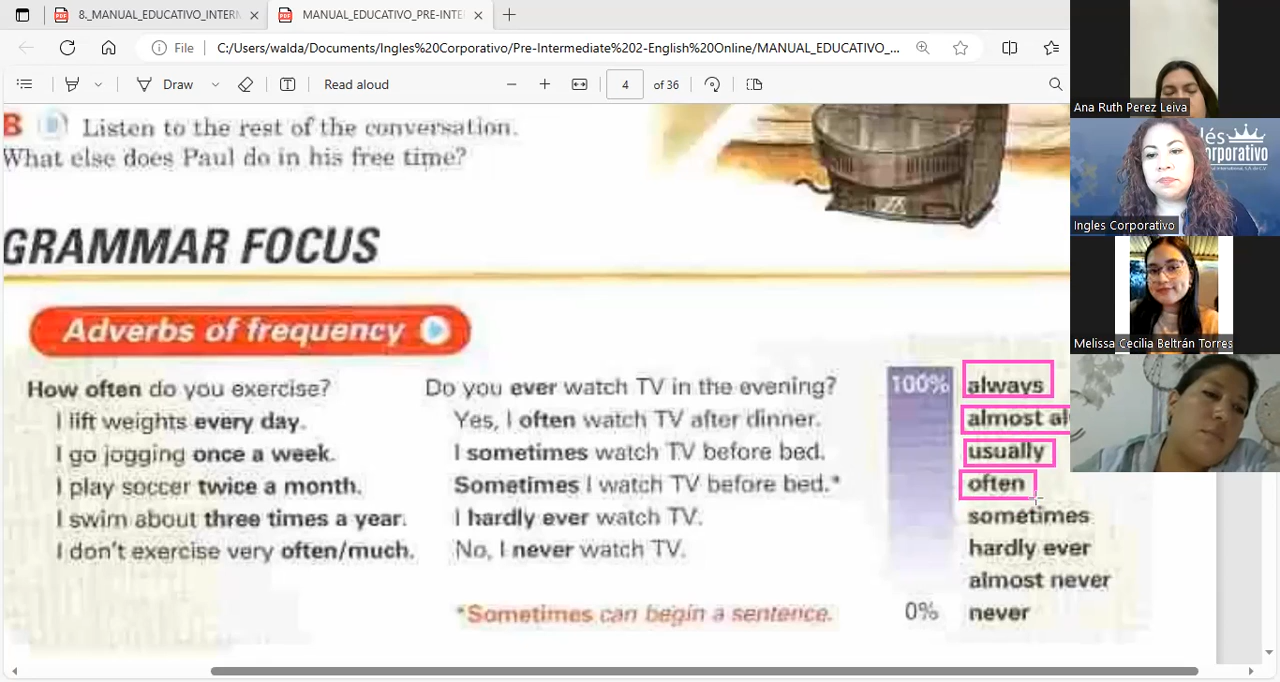 8._MANUAL_EDUCATIVO_INTERM
MANUAL_EDUCATIVO_PRE-INTE
File
C:/Users/walda/Documents/Ingles%20Corporativo/Pre-Intermediate%202-English%20Online/MANUAL_EDUCATIVO_...
Draw
Read aloud
4
of 36
B Listen to the rest of the conversation.
What else does Paul do in his free time?
GRAMMAR FOCUS
Adverbs of frequency
How often do you exercise?
I lift weights every day.
I go jogging once a week.
I play soccer twice a month.
I swim about three times a year.
I don't exercise very often/much.
Do you ever watch TV in the evening?
Yes, I often watch TV after dinner.
I sometimes watch TV before bed.
Sometimes I watch TV before bed.*
I hardly ever watch TV.
No, I never watch TV.
*Sometimes can begin a sentence.
100% always
almost al
usually
often
sometimes
hardly ever
almost never
0% never
Ana Ruth Perez Leiva
lés
orporativo
Ingles Corporativo
Melissa Cecilia Beltrán Torres